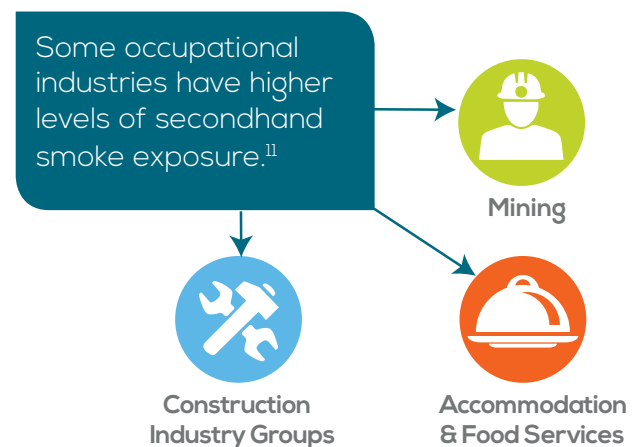 Some occupational
industries have higher
levels of secondhand
smoke exposure.11
Mining
Construction
Industry Groups
Accommodation
& Food Services